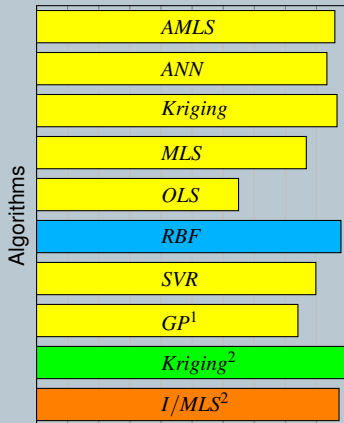 Algorithms
AMLS
ANN
Kriging
MLS
OLS
RBF
SVR
GP¹
Kriging²
I/MLS²